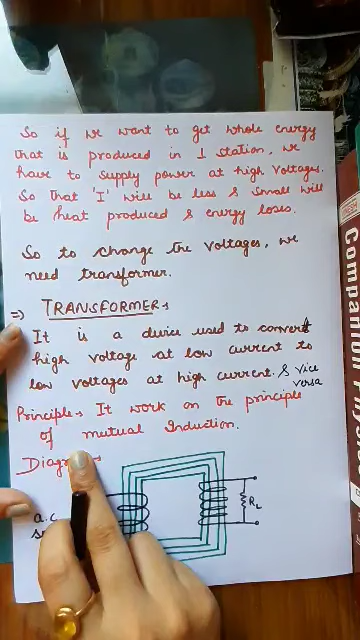 So if we want to get whole energy
that is produced in 1 station, we
have to supply power at high voltages.
So that 'I' will be less & small will
be heat produced & energy loses.
So to change the voltages, we
need transformer.
⇒ TRANSFORMER:
It is a device used to convert
high voltage at low current to
low voltages at high current. & vice
versa
Principle: It work on the principle
of mutual Induction.
a.c.
RL
Companion